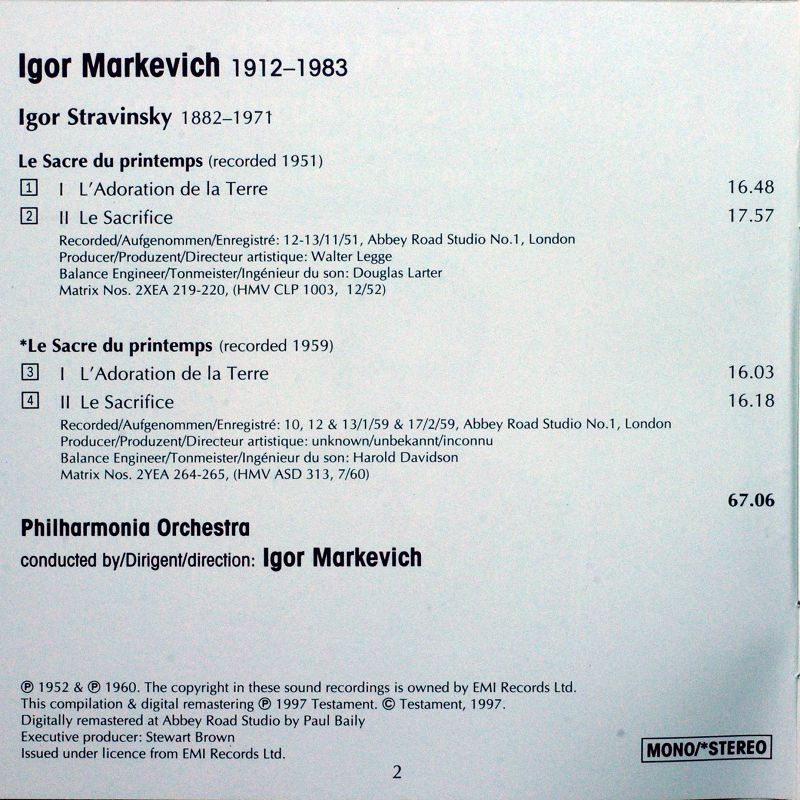 Igor Markevich 1912–1983
Igor Stravinsky 1882–1971
Le Sacre du printemps (recorded 1951)
1 I L'Adoration de la Terre 16.48
2 II Le Sacrifice 17.57
Recorded/Aufgenommen/Enregistré: 12-13/11/51, Abbey Road Studio No.1, London
Producer/Produzent/Directeur artistique: Walter Legge
Balance Engineer/Tonmeister/Ingénieur du son: Douglas Larter
Matrix Nos. 2XEA 219-220, (HMV CLP 1003, 12/52)
*Le Sacre du printemps (recorded 1959)
3 I L'Adoration de la Terre 16.03
4 II Le Sacrifice 16.18
Recorded/Aufgenommen/Enregistré: 10, 12 & 13/1/59 & 17/2/59, Abbey Road Studio No.1, London
Producer/Produzent/Directeur artistique: unknown/unbekannt/inconnu
Balance Engineer/Tonmeister/Ingénieur du son: Harold Davidson
Matrix Nos. 2YEA 264-265, (HMV ASD 313, 7/60)
67.06
Philharmonia Orchestra
conducted by/Dirigent/direction: Igor Markevich
℗ 1952 & ℗ 1960. The copyright in these sound recordings is owned by EMI Records Ltd.
This compilation & digital remastering ℗ 1997 Testament. © Testament, 1997.
Digitally remastered at Abbey Road Studio by Paul Baily
Executive producer: Stewart Brown
Issued under licence from EMI Records Ltd.
MONO/*STEREO
2